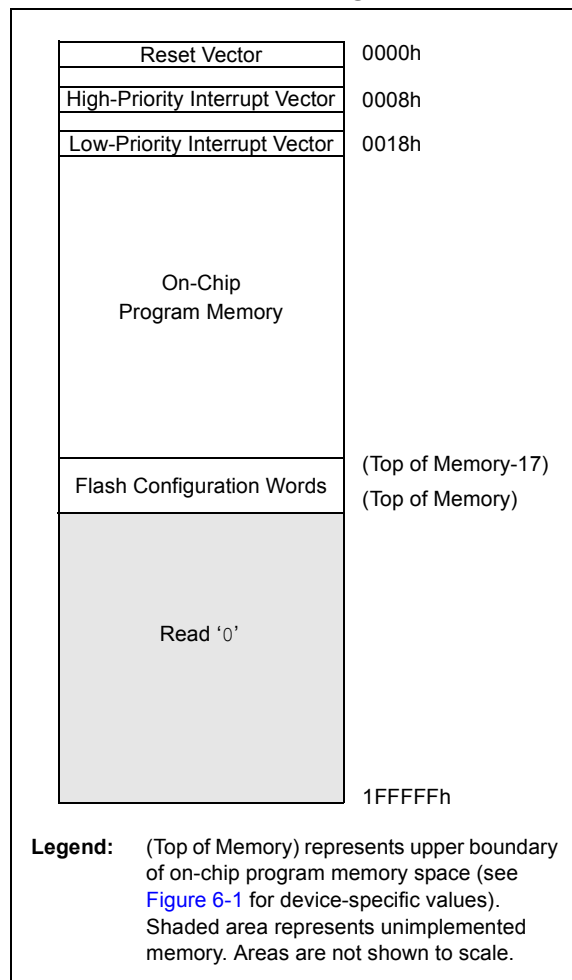 Reset Vector 0000h
High-Priority Interrupt Vector 0008h
Low-Priority Interrupt Vector 0018h
On-Chip
Program Memory
(Top of Memory-17)
Flash Configuration Words
(Top of Memory)
Read ‘0’
1FFFFFh
Legend: (Top of Memory) represents upper boundary
of on-chip program memory space (see
Figure 6-1 for device-specific values).
Shaded area represents unimplemented
memory. Areas are not shown to scale.